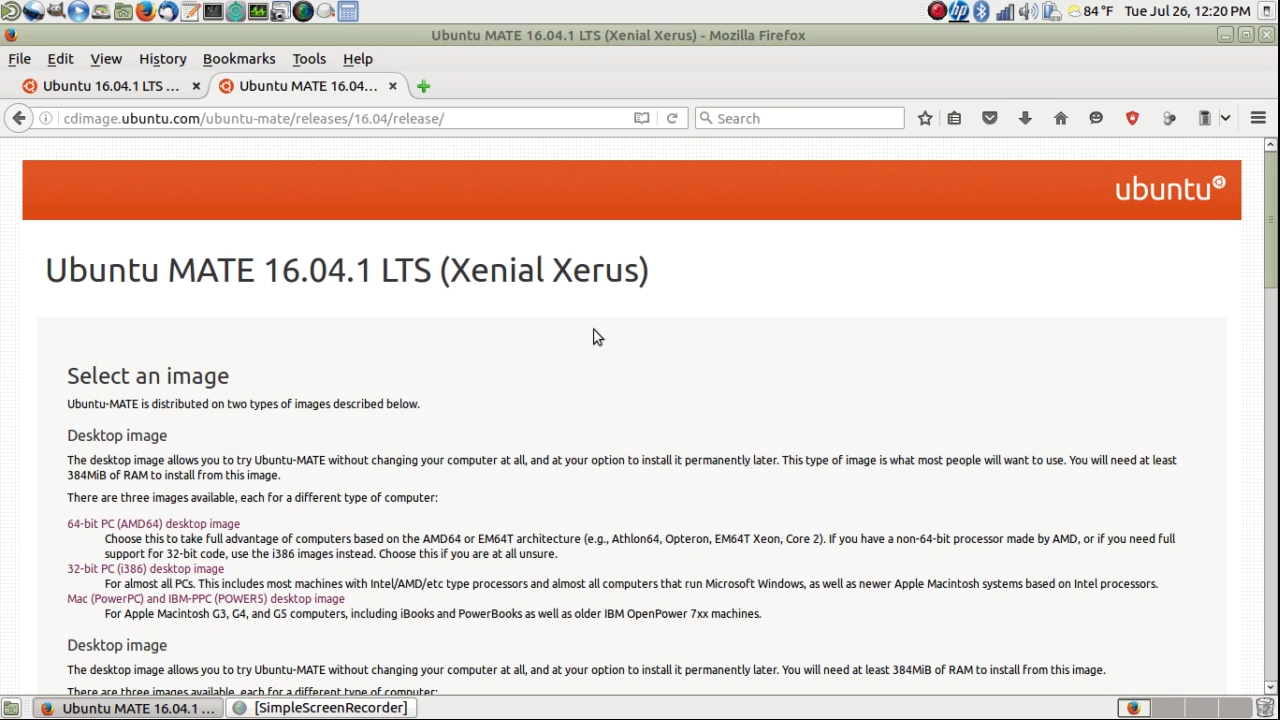 84 °F Tue Jul 26, 12:20 PM
Ubuntu MATE 16.04.1 LTS (Xenial Xerus) - Mozilla Firefox
File Edit View History Bookmarks Tools Help
Ubuntu 16.04.1 LTS ... Ubuntu MATE 16.04...
cdimage.ubuntu.com/ubuntu-mate/releases/16.04/release/ Search
ubuntu
Ubuntu MATE 16.04.1 LTS (Xenial Xerus)
Select an image
Ubuntu-MATE is distributed on two types of images described below.
Desktop image
The desktop image allows you to try Ubuntu-MATE without changing your computer at all, and at your option to install it permanently later. This type of image is what most people will want to use. You will need at least
384MiB of RAM to install from this image.
There are three images available, each for a different type of computer:
64-bit PC (AMD64) desktop image
Choose this to take full advantage of computers based on the AMD64 or EM64T architecture (e.g., Athlon64, Opteron, EM64T Xeon, Core 2). If you have a non-64-bit processor made by AMD, or if you need full
support for 32-bit code, use the i386 images instead. Choose this if you are at all unsure.
32-bit PC (i386) desktop image
For almost all PCs. This includes most machines with Intel/AMD/etc type processors and almost all computers that run Microsoft Windows, as well as newer Apple Macintosh systems based on Intel processors.
Mac (PowerPC) and IBM-PPC (POWER5) desktop image
For Apple Macintosh G3, G4, and G5 computers, including iBooks and PowerBooks as well as older IBM OpenPower 7xx machines.
Desktop image
The desktop image allows you to try Ubuntu-MATE without changing your computer at all, and at your option to install it permanently later. You will need at least 384MiB of RAM to install from this image.
There are three images available, each for a different type of computer:
Ubuntu MATE 16.04.1 ... [SimpleScreenRecorder]